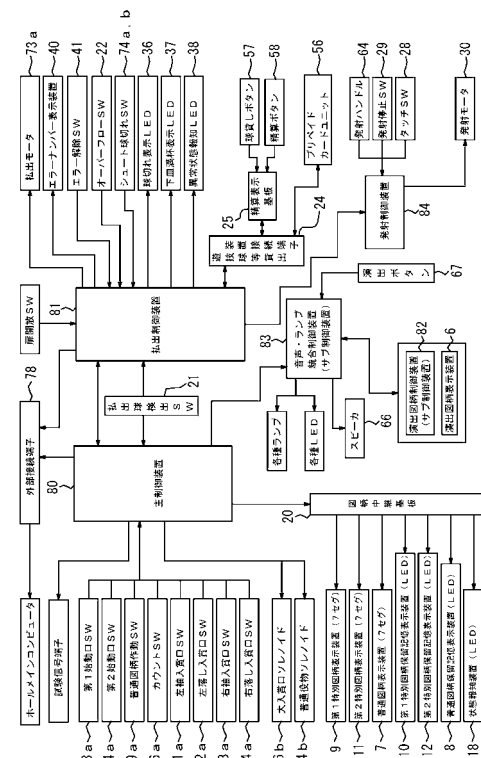 ホールメインコンピュータ
外部接続端子
78
扉開放SW
試験信号端子
主制御装置
80
払出球検出SW
21
払出制御装置
81
払出モータ
73a
エラーナンバー表示装置
40
エラー解除SW
41
オーバーフローSW
22
シュート球切れSW
74a, b
球切れ表示LED
36
下皿満杯表示LED
37
異常状態報知LED
38
第1始動口SW
第2始動口SW
普通図柄作動SW
カウントSW
左袖入賞口SW
左落し入賞口SW
右袖入賞口SW
右落し入賞口SW
大入賞口ソレノイド
普通役物ソレノイド
遊技球等貸出
装置接続端子
24
精算表示
基板
25
球貸しボタン
57
精算ボタン
58
プリペイド
カードユニット
56
音声・ランプ
統合制御装置
(サブ制御装置)
83
各種ランプ
各種LED
スピーカ
66
演出ボタン
67
演出図柄制御装置
(サブ制御装置)
82
演出図柄表示装置
6
発射制御装置
84
発射ハンドル
64
発射停止SW
29
タッチSW
28
発射モータ
30
図柄中継基板
20
第1特別図柄表示装置(7セグ)
9
第2特別図柄表示装置(7セグ)
11
普通図柄表示装置(7セグ)
7
第1特別図柄保留記憶表示装置(LED)
10
第2特別図柄保留記憶表示装置(LED)
12
普通図柄保留記憶表示装置(LED)
8
状態報知装置(LED)
18